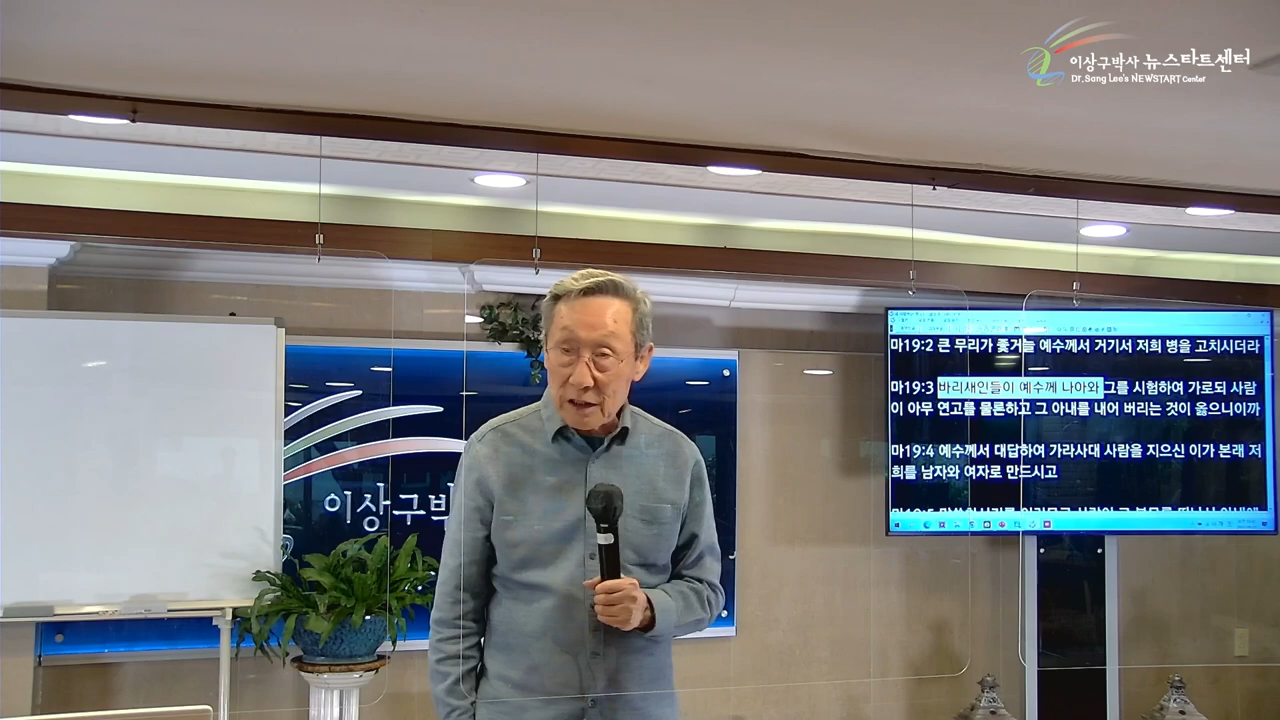 이상구박사 뉴스타트센터
Dr. Sang Lee's NEWSTART Center
마19:2 큰 무리가 좇거늘 예수께서 거기서 저희 병을 고치시더라
마19:3 바리새인들이 예수께 나아와 그를 시험하여 가로되 사람
이 아무 연고를 물론하고 그 아내를 내어 버리는 것이 옳으니이까
마19:4 예수께서 대답하여 가라사대 사람을 지으신 이가 본래 저
희를 남자와 여자로 만드시고
이상구박